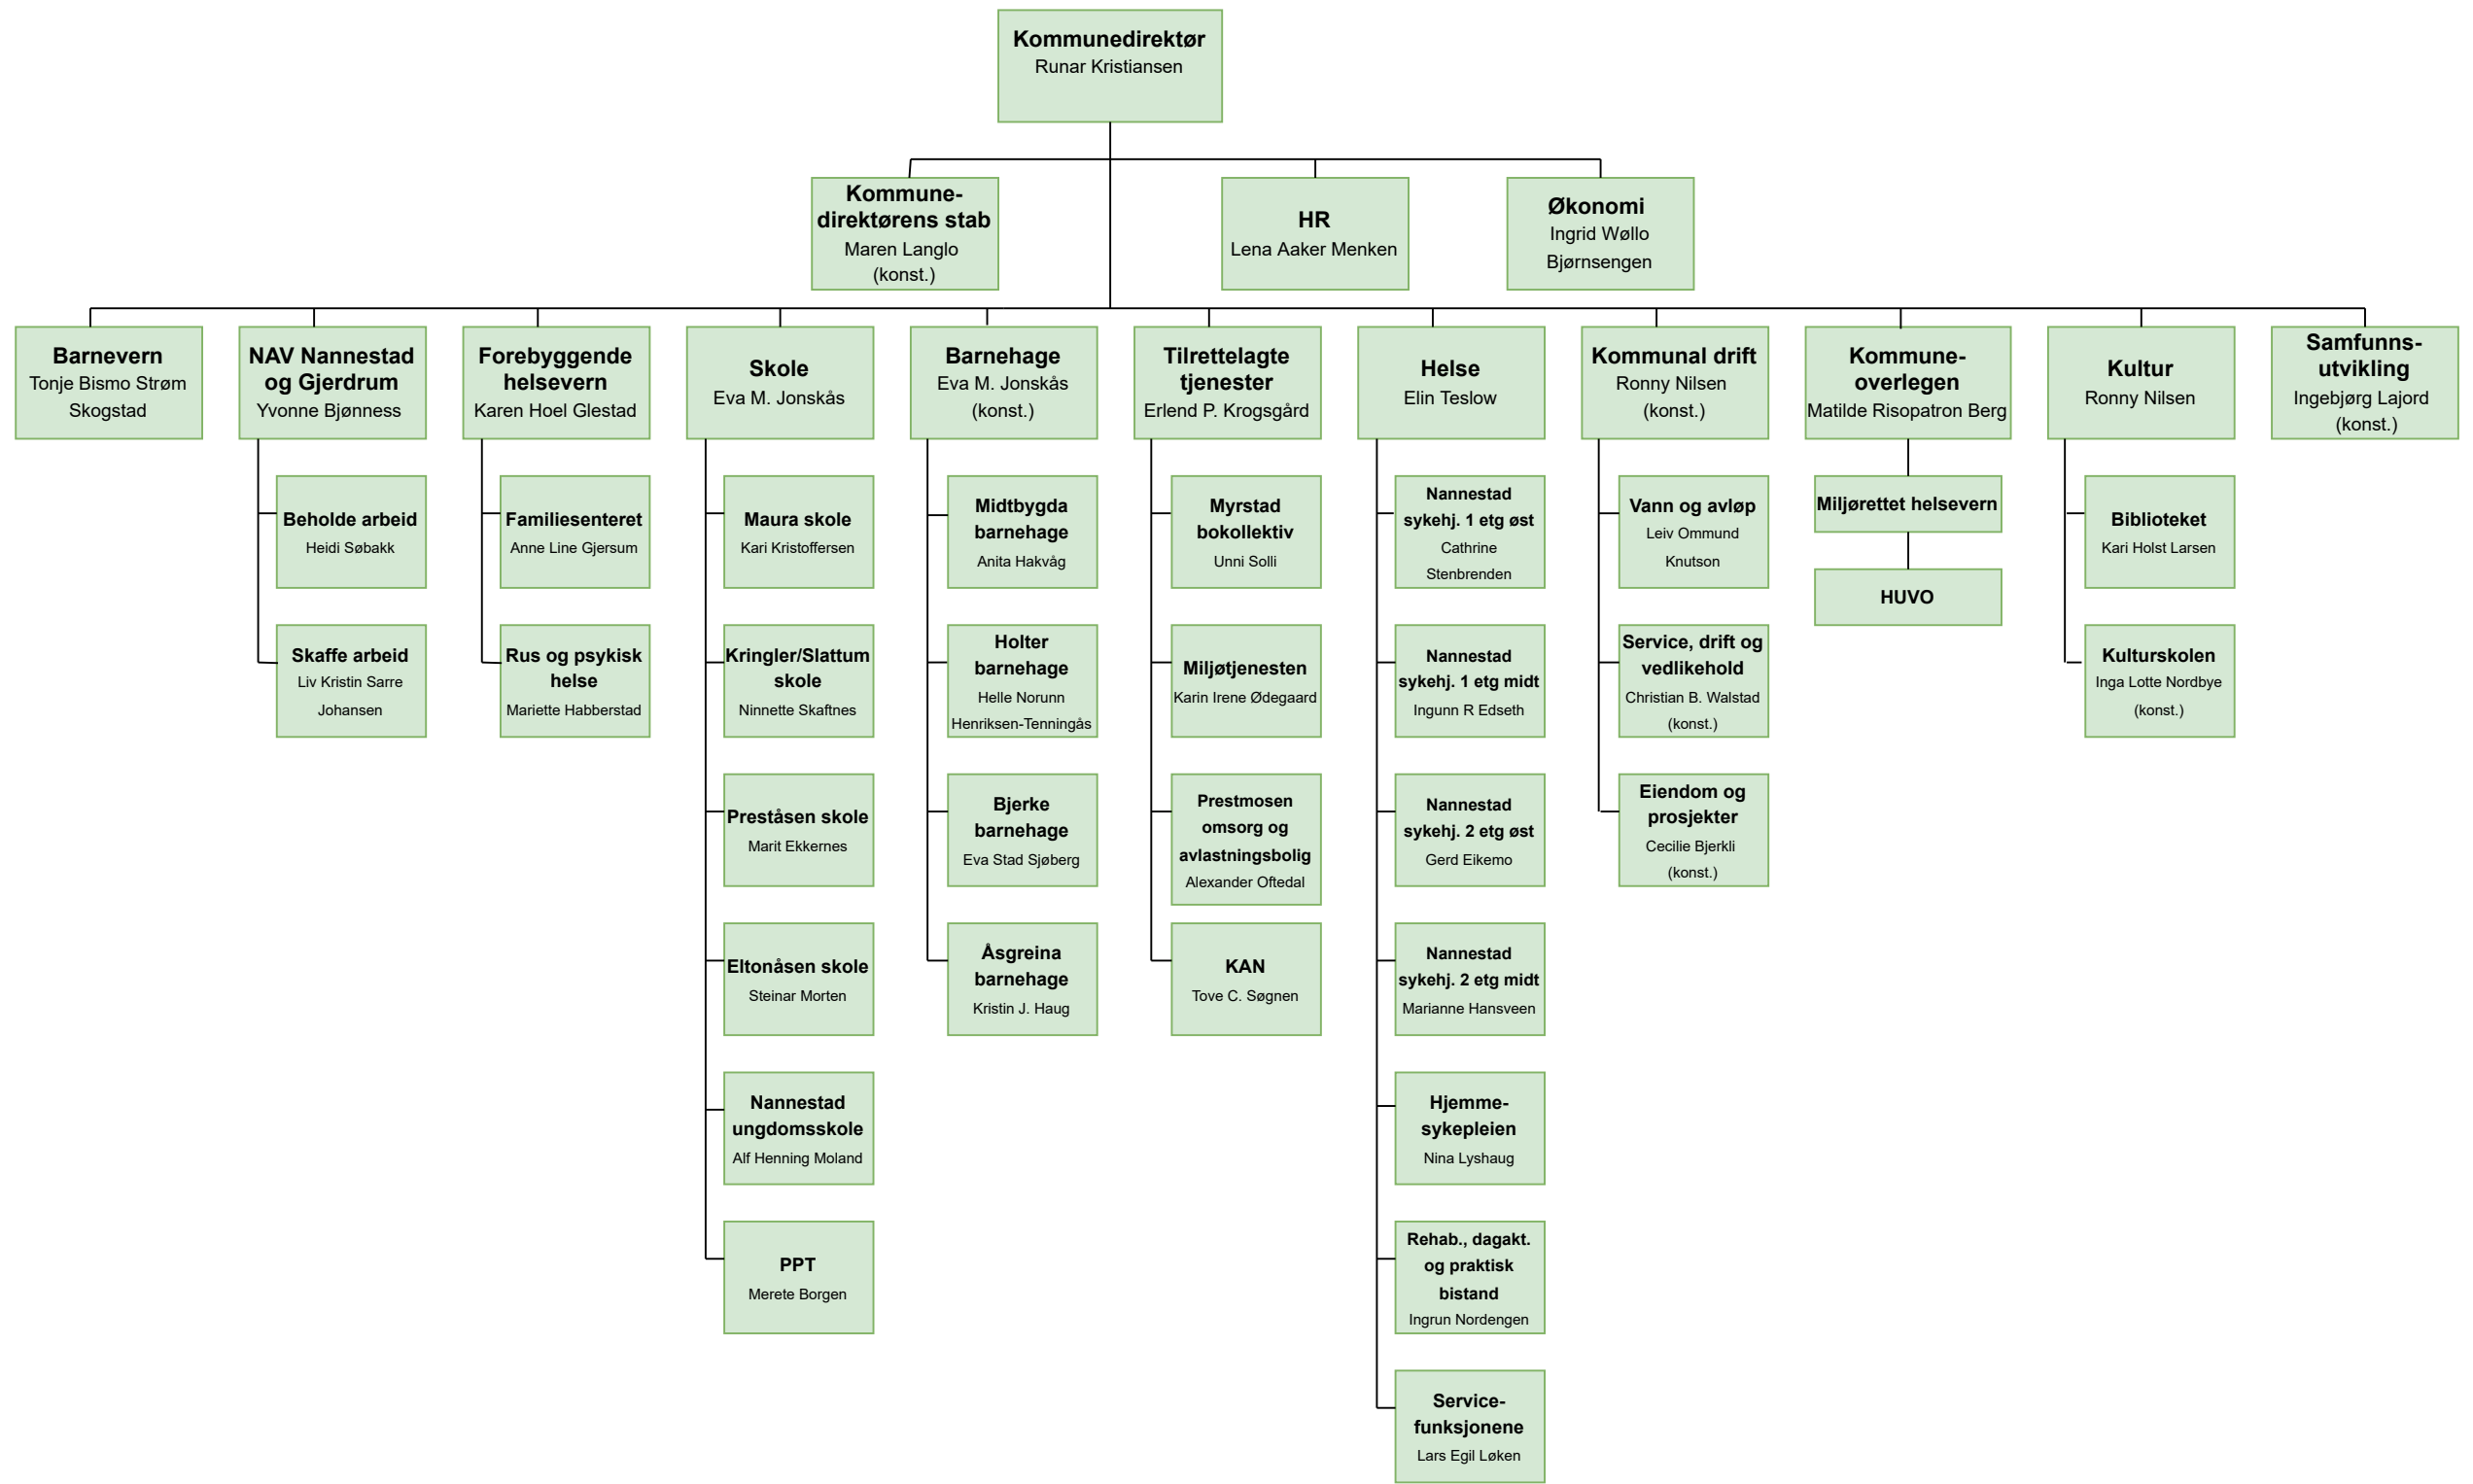 Kommunedirektør
Runar Kristiansen
Kommune-
direktørens stab
Maren Langlo
(konst.)
HR
Lena Aaker Menken
Økonomi
Ingrid Wøllo
Bjørnsengen
Barnevern
Tonje Bismo Strøm
Skogstad
NAV Nannestad
og Gjerdrum
Yvonne Bjønness
Forebyggende
helsevern
Karen Hoel Glestad
Skole
Eva M. Jonskås
Barnehage
Eva M. Jonskås
(konst.)
Tilrettelagte
tjenester
Erlend P. Krogsgård
Helse
Elin Teslow
Kommunal drift
Ronny Nilsen
(konst.)
Kommune-
overlegen
Matilde Risopatron Berg
Kultur
Ronny Nilsen
Samfunns-
utvikling
Ingebjørg Lajord
(konst.)
Beholde arbeid
Heidi Søbakk
Skaffe arbeid
Liv Kristin Sarre
Johansen
Familiesenteret
Anne Line Gjersum
Rus og psykisk
helse
Mariette Habberstad
Maura skole
Kari Kristoffersen
Kringler/Slattum
skole
Ninnette Skaftnes
Preståsen skole
Marit Ekkernes
Eltonåsen skole
Steinar Morten
Nannestad
ungdomsskole
Alf Henning Moland
PPT
Merete Borgen
Midtbygda
barnehage
Anita Hakvåg
Holter
barnehage
Helle Norunn
Henriksen-Tenningås
Bjerke
barnehage
Eva Stad Sjøberg
Åsgreina
barnehage
Kristin J. Haug
Myrstad
bokollektiv
Unni Solli
Miljøtjenesten
Karin Irene Ødegaard
Prestmosen
omsorg og
avlastningsbolig
Alexander Oftedal
KAN
Tove C. Søgnen
Nannestad
sykehj. 1 etg øst
Cathrine
Stenbrenden
Nannestad
sykehj. 1 etg midt
Ingunn R Edseth
Nannestad
sykehj. 2 etg øst
Gerd Eikemo
Nannestad
sykehj. 2 etg midt
Marianne Hansveen
Hjemme-
sykepleien
Nina Lyshaug
Rehab., dagakt.
og praktisk
bistand
Ingrun Nordengen
Service-
funksjonene
Lars Egil Løken
Vann og avløp
Leiv Ommund
Knutson
Service, drift og
vedlikehold
Christian B. Walstad
(konst.)
Eiendom og
prosjekter
Cecilie Bjerkli
(konst.)
Miljørettet helsevern
HUVO
Biblioteket
Kari Holst Larsen
Kulturskolen
Inga Lotte Nordbye
(konst.)